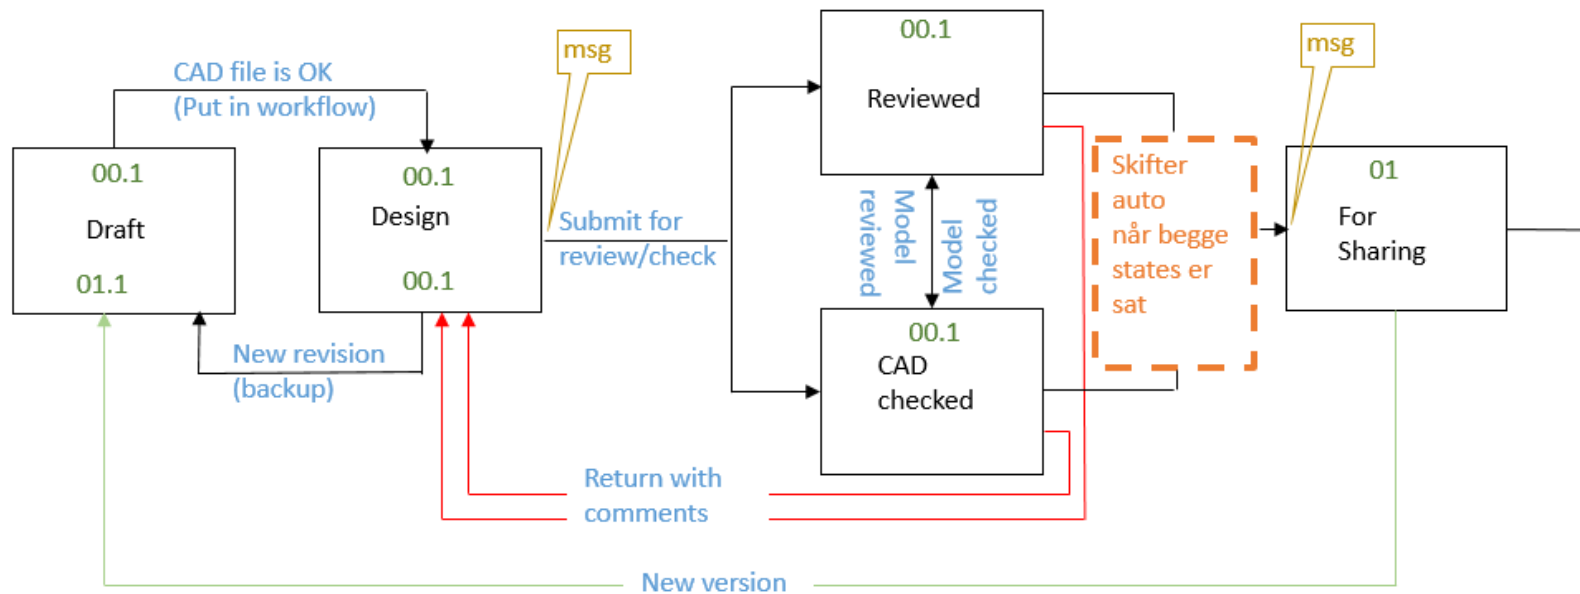 CAD file is OK
(Put in workflow)
00.1
Draft
01.1
00.1
Design
00.1
New revision
(backup)
msg
Submit for
review/check
00.1
Reviewed
Model
reviewed
Model
checked
00.1
CAD
checked
Return with
comments
Skifter
auto
når begge
states er
sat
msg
01
For
Sharing
New version